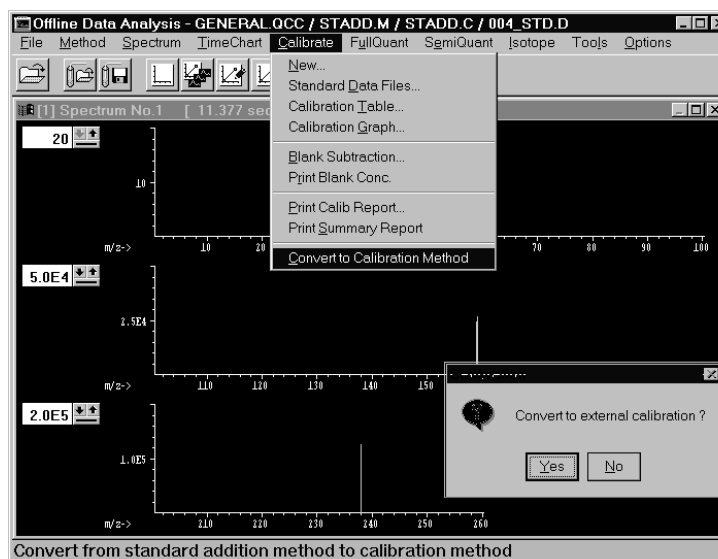 Offline Data Analysis - GENERAL.QCC / STADD.M / STADD.C / 004_STD.D
File Method Spectrum TimeChart Calibrate FullQuant SemiQuant Isotope Tools Options
New...
Standard Data Files...
Calibration Table...
Calibration Graph...
Blank Subtraction...
Print Blank Conc.
Print Calib Report...
Print Summary Report
Convert to Calibration Method
[1] Spectrum No.1 [ 11.377 sec
20
10
m/z-> 10 20 70 80 90 100
5.0E4
2.5E4
m/z-> 110 120 130 140 150
2.0E5
1.0E5
m/z-> 210 220 230 240 250 260
Convert to external calibration ?
Yes No
Convert from standard addition method to calibration method